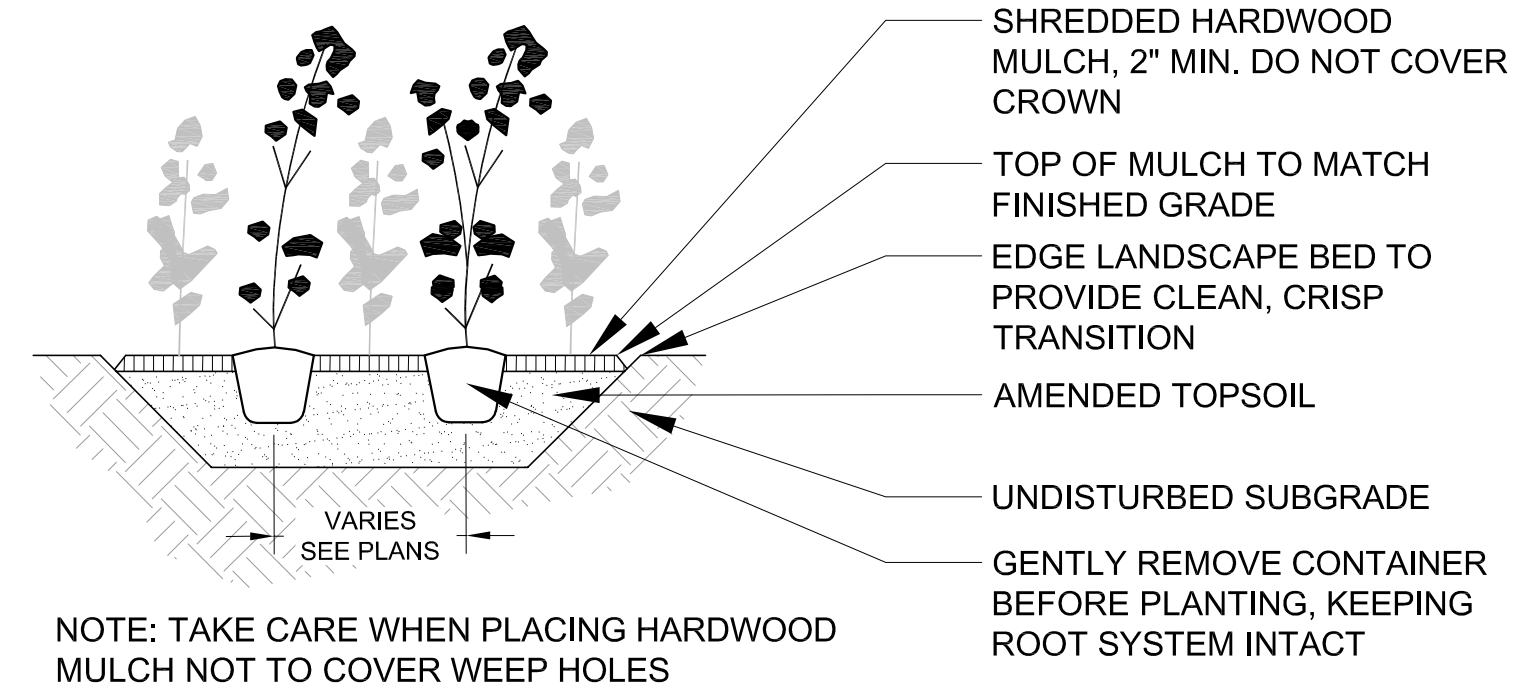 SHREDDED HARDWOOD
MULCH, 2" MIN. DO NOT COVER
CROWN
TOP OF MULCH TO MATCH
FINISHED GRADE
EDGE LANDSCAPE BED TO
PROVIDE CLEAN, CRISP
TRANSITION
AMENDED TOPSOIL
UNDISTURBED SUBGRADE
GENTLY REMOVE CONTAINER
BEFORE PLANTING, KEEPING
ROOT SYSTEM INTACT
VARIES
SEE PLANS
NOTE: TAKE CARE WHEN PLACING HARDWOOD
MULCH NOT TO COVER WEEP HOLES